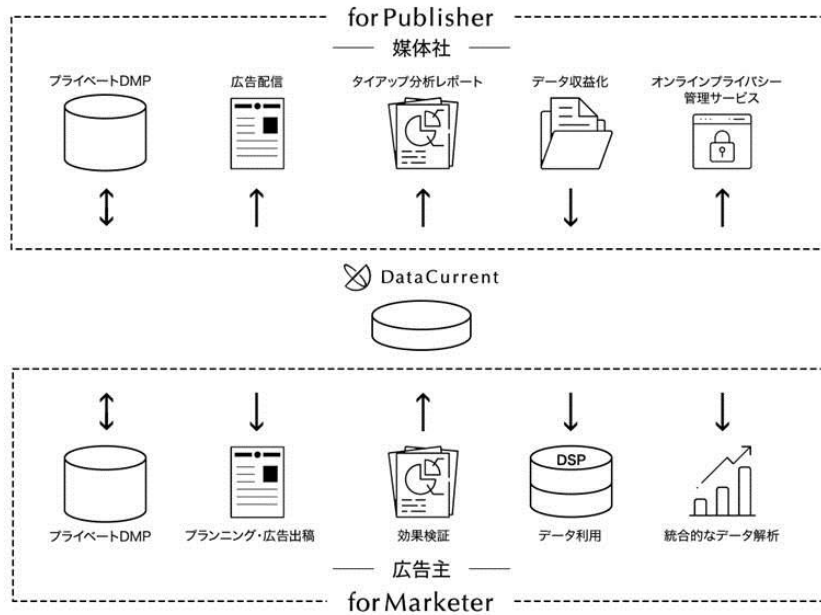 for Publisher
媒体社
プライベートDMP
広告配信
タイアップ分析レポート
データ収益化
オンラインプライバシー
管理サービス
DataCurrent
DSP
プライベートDMP
プランニング・広告出稿
効果検証
データ利用
統合的なデータ解析
広告主
for Marketer